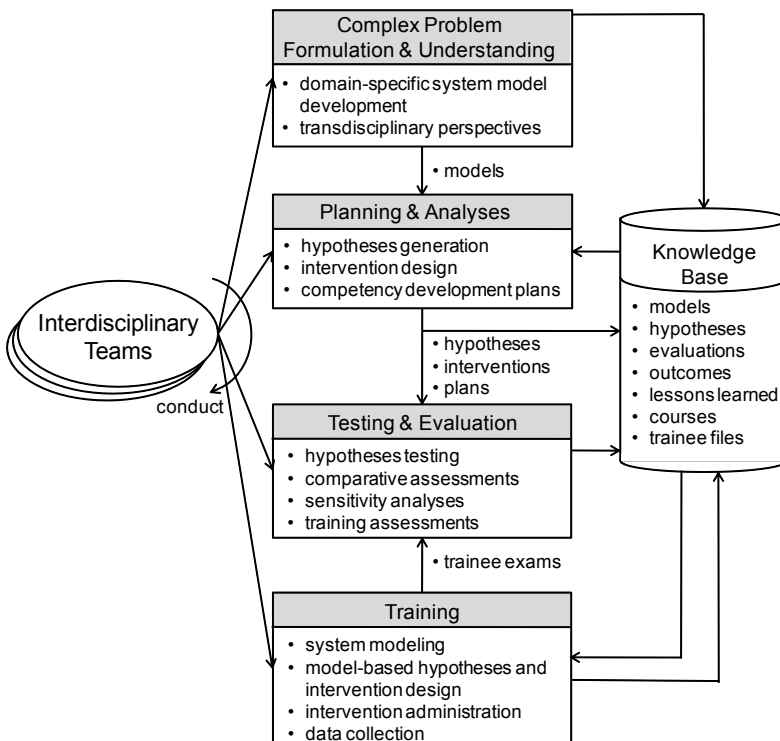 Complex Problem
Formulation & Understanding
• domain-specific system model
development
• transdisciplinary perspectives
• models
Planning & Analyses
• hypotheses generation
• intervention design
• competency development plans
Interdisciplinary
Teams
conduct
• hypotheses
• interventions
• plans
Knowledge
Base
• models
• hypotheses
• evaluations
• outcomes
• lessons learned
• courses
• trainee files
Testing & Evaluation
• hypotheses testing
• comparative assessments
• sensitivity analyses
• training assessments
• trainee exams
Training
• system modeling
• model-based hypotheses and
intervention design
• intervention administration
• data collection